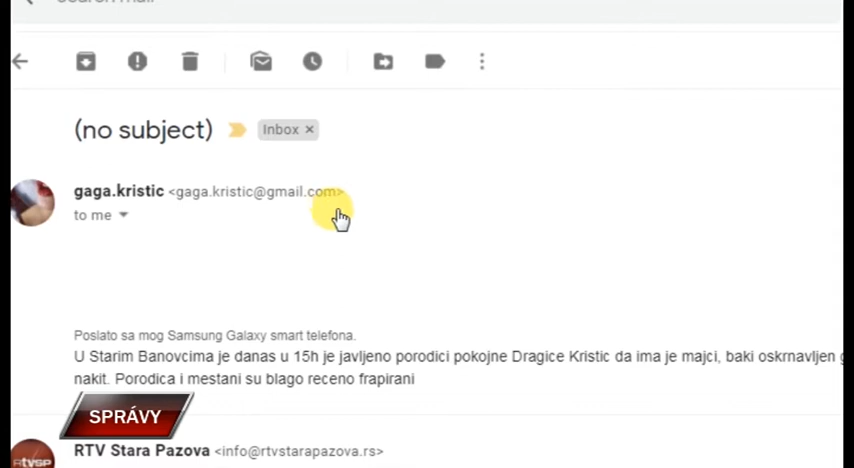 (no subject)
Inbox ×
gaga.kristic <gaga.kristic@gmail.com>
to me
Poslato sa mog Samsung Galaxy smart telefona.
U Starim Banovcima je danas u 15h je javljeno porodici pokojne Dragice Kristic da ima je majci, baki oskrnavljen
nakit. Porodica i mestani su blago receno frapirani
SPRÁVY
RTV Stara Pazova <info@rtvstarapazova.rs>
rtvsp